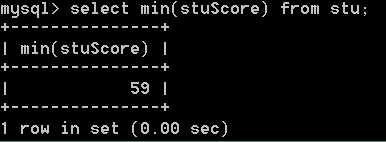 mysql> select min(stuScore) from stu;
+---------------+
| min(stuScore) |
+---------------+
|            59 |
+---------------+
1 row in set (0.00 sec)